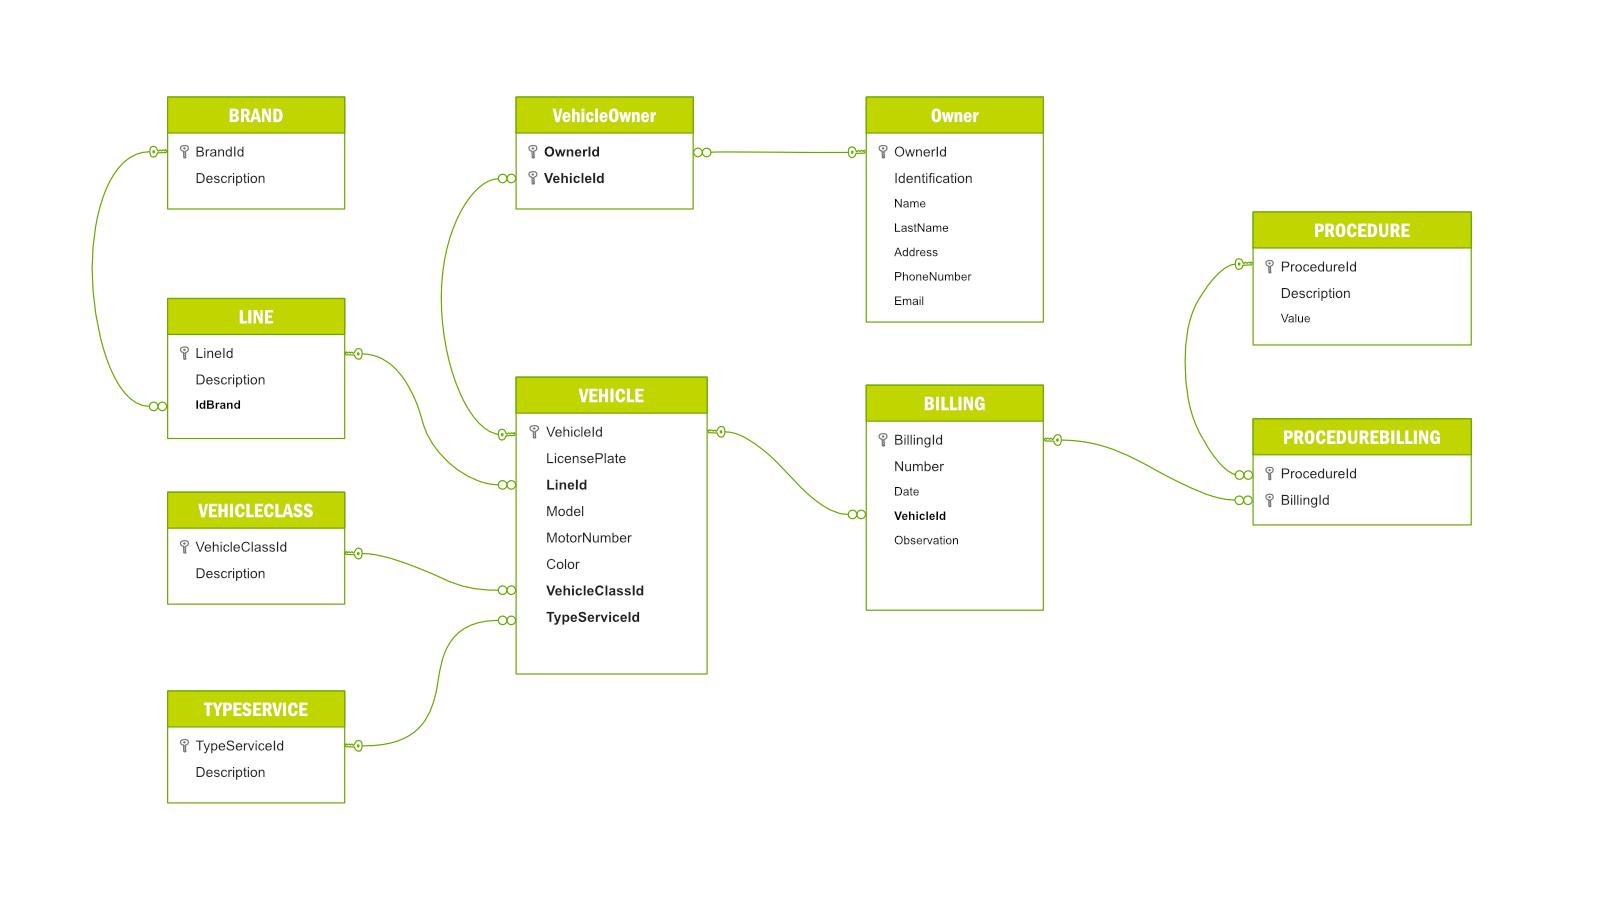 BRAND
BrandId
Description
VehicleOwner
OwnerId
VehicleId
Owner
OwnerId
Identification
Name
LastName
Address
PhoneNumber
Email
PROCEDURE
ProcedureId
Description
Value
LINE
LineId
Description
IdBrand
VEHICLE
VehicleId
LicensePlate
LineId
Model
MotorNumber
Color
VehicleClassId
TypeServiceId
BILLING
BillingId
Number
Date
VehicleId
Observation
PROCEDUREBILLING
ProcedureId
BillingId
VEHICLECLASS
VehicleClassId
Description
TYPESERVICE
TypeServiceId
Description